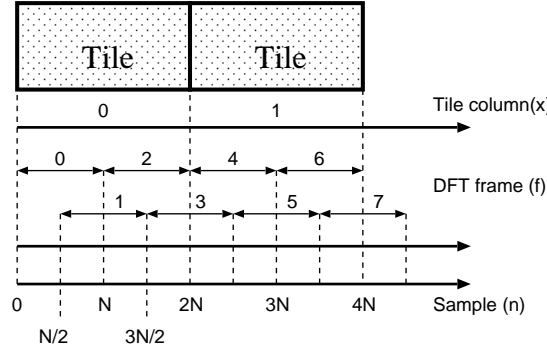 Tile Tile
0 1
Tile column(x)
0 2 4 6
DFT frame (f)
1 3 5 7
0 N 2N 3N 4N
Sample (n)
N/2 3N/2